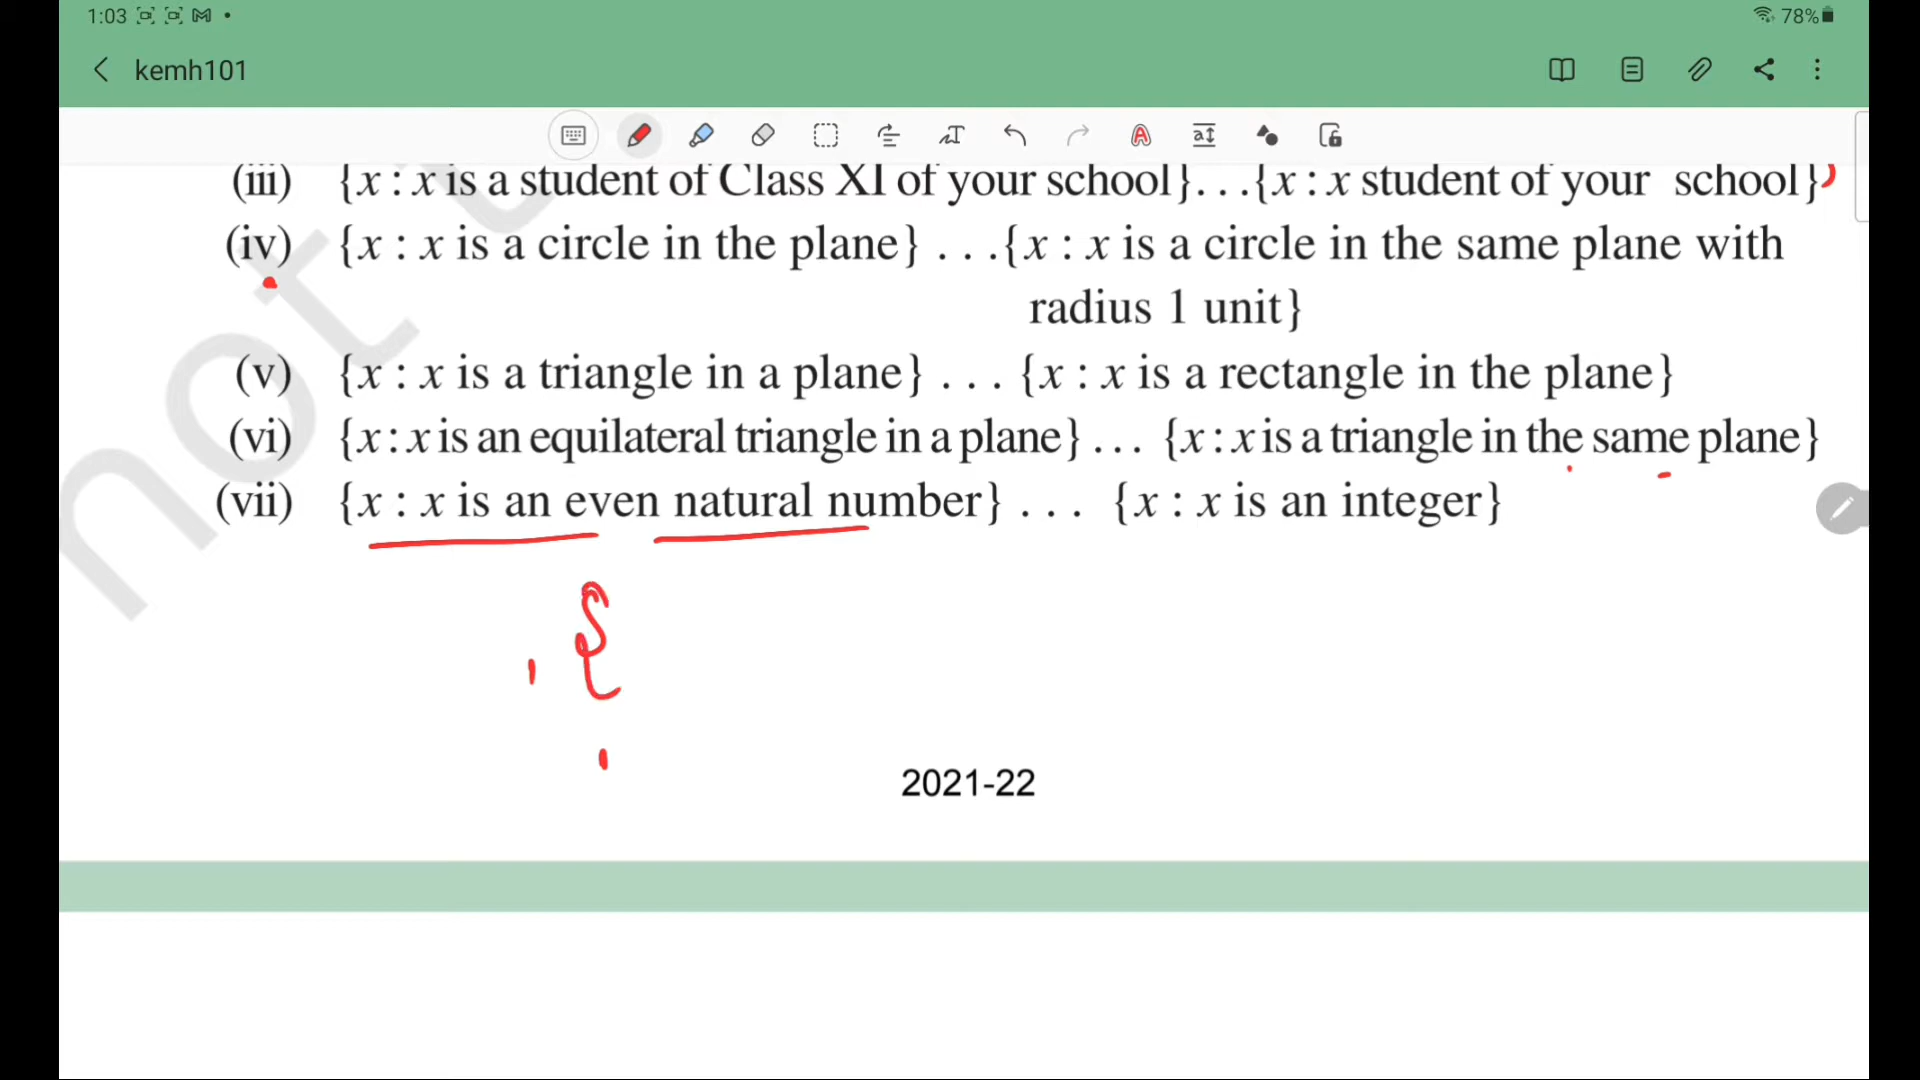 1:03
78%
kemh101
(iii) {x : x is a student of Class XI of your school}. . .{x : x student of your school}
(iv) {x : x is a circle in the plane} . . .{x : x is a circle in the same plane with
radius 1 unit}
(v) {x : x is a triangle in a plane} . . . {x : x is a rectangle in the plane}
(vi) {x : x is an equilateral triangle in a plane} . . . {x : x is a triangle in the same plane}
(vii) {x : x is an even natural number} . . . {x : x is an integer}
{
2021-22
not t